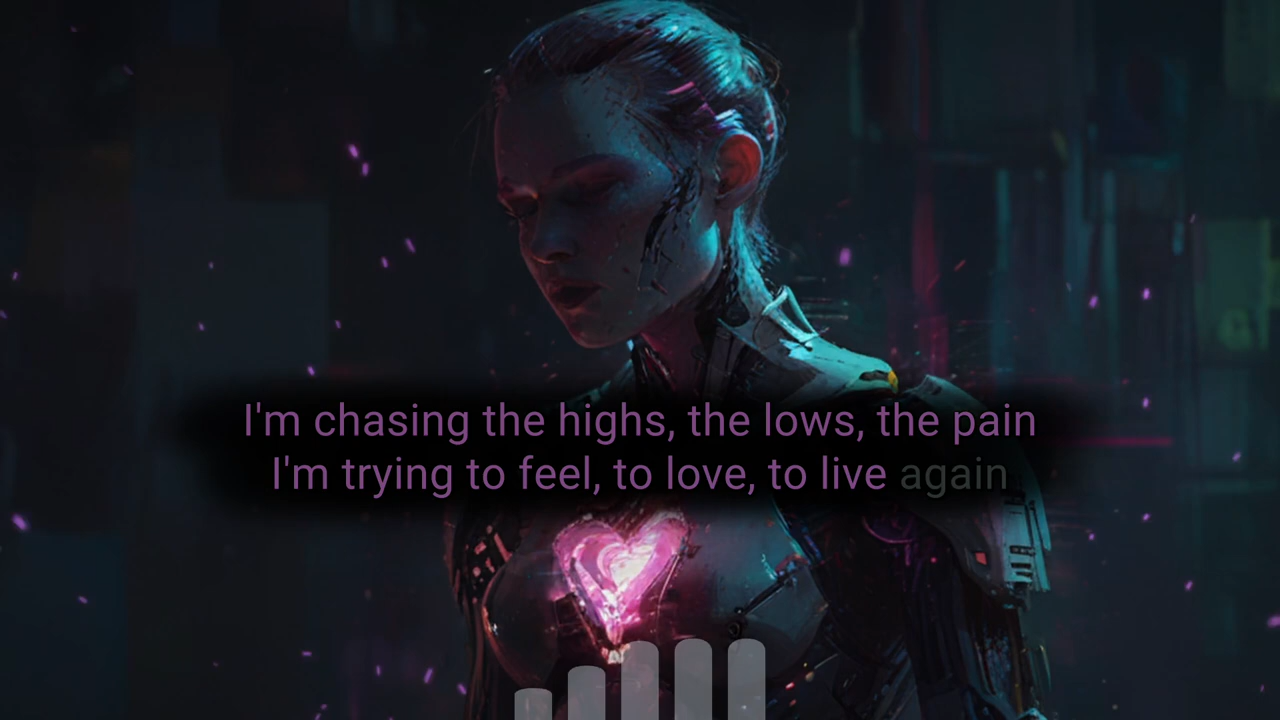 I'm chasing the highs, the lows, the pain
I'm trying to feel, to love, to live again